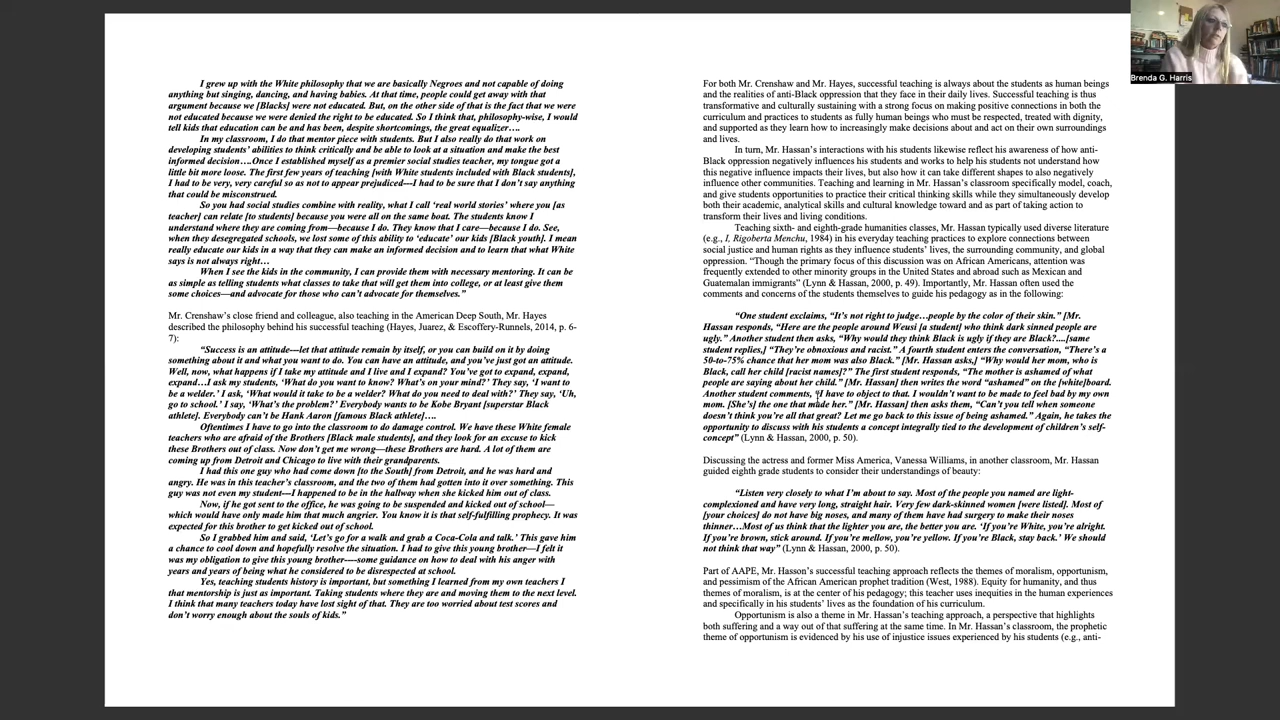 I grew up with the White philosophy that we are basically Negroes and not capable of doing
anything but singing, dancing, and having babies. At that time, people could get away with that
argument because we [Blacks] were not educated. But, on the other side of that is the fact that we were
not educated because we were denied the right to be educated. So I think that, philosophy-wise, I would
tell kids that education can be and has been, despite shortcomings, the great equalizer….
In my classroom, I do that mentor piece with students. But I also really do that work on
developing students’ abilities to think critically and be able to look at a situation and make the best
informed decision….Once I established myself as a premier social studies teacher, my tongue got a
little bit more loose. The first few years of teaching [with White students included with Black students],
I had to be very, very careful so as not to appear prejudiced---I had to be sure that I don’t say anything
that could be misconstrued.
So you had social studies combine with reality, what I call ‘real world stories’ where you [as
teacher] can relate [to students] because you were all on the same boat. The students know I
understand where they are coming from—because I do. They know that I care—because I do. See,
when they desegregated schools, we lost some of this ability to ‘educate’ our kids [Black youth]. I mean
really educate our kids in a way that they can make an informed decision and to learn that what White
says is not always right…
When I see the kids in the community, I can provide them with necessary mentoring. It can be
as simple as telling students what classes to take that will get them into college, or at least give them
some choices—and advocate for those who can’t advocate for themselves.”
Mr. Crenshaw’s close friend and colleague, also teaching in the American Deep South, Mr. Hayes
described the philosophy behind his successful teaching (Hayes, Juarez, & Escoffery-Runnels, 2014, p. 6-
7):
“Success is an attitude---let that attitude remain by itself, or you can build on it by doing
something about it and what you want to do. You can have an attitude, and you’ve just got an attitude.
Well, now, what happens if I take my attitude and I live and I expand? You’ve got to expand, expand,
expand…I ask my students, ‘What do you want to know? What’s on your mind?’ They say, ‘I want to
be a welder.’ I ask, ‘What would it take to be a welder? What do you need to deal with?’ They say, ‘Uh,
go to school.’ I say, ‘What’s the problem?’ Everybody wants to be Kobe Bryant [superstar Black
athlete]. Everybody can’t be Hank Aaron [famous Black athlete]….
Oftentimes I have to go into the classroom to do damage control. We have these White female
teachers who are afraid of the Brothers [Black male students], and they look for an excuse to kick
these Brothers out of class. Now don’t get me wrong—these Brothers are hard. A lot of them are
coming up from Detroit and Chicago to live with their grandparents.
I had this one guy who had come down [to the South] from Detroit, and he was hard and
angry. He was in this teacher’s classroom, and the two of them had gotten into it over something. This
guy was not even my student---I happened to be in the hallway when she kicked him out of class.
Now, if he got sent to the office, he was going to be suspended and kicked out of school—
which would have only made him that much angrier. You know it is that self-fulfilling prophecy. It was
expected for this brother to get kicked out of school.
So I grabbed him and said, ‘Let’s go for a walk and grab a Coca-Cola and talk.’ This gave him
a chance to cool down and hopefully resolve the situation. I had to give this young brother—I felt it
was my obligation to give this young brother----some guidance on how to deal with his anger with
years and years of being what he considered to be disrespected at school.
Yes, teaching students history is important, but something I learned from my own teachers I
that mentorship is just as important. Taking students where they are and moving them to the next level.
I think that many teachers today have lost sight of that. They are too worried about test scores and
don’t worry enough about the souls of kids.”
For both Mr. Crenshaw and Mr. Hayes, successful teaching is always about the students as human beings
and the realities of anti-Black oppression that they face in their daily lives. Successful teaching is thus
transformative and culturally sustaining with a strong focus on making positive connections in both the
curriculum and practices to students as fully human beings who must be respected, treated with dignity,
and supported as they learn how to increasingly make decisions about and act on their own surroundings
and lives.
In turn, Mr. Hassan’s interactions with his students likewise reflect his awareness of how anti-
Black oppression negatively influences his students and works to help his students not understand how
this negative influence impacts their lives, but also how it can take different shapes to also negatively
influence other communities. Teaching and learning in Mr. Hassan’s classroom specifically model, coach,
and give students opportunities to practice their critical thinking skills while they simultaneously develop
both their academic, analytical skills and cultural knowledge toward and as part of taking action to
transform their lives and living conditions.
Teaching sixth- and eighth-grade humanities classes, Mr. Hassan typically used diverse literature
(e.g., I, Rigoberta Menchu, 1984) in his everyday teaching practices to explore connections between
social justice and human rights as they influence students’ lives, the surrounding community, and global
oppression. “Though the primary focus of this discussion was on African Americans, attention was
frequently extended to other minority groups in the United States and abroad such as Mexican and
Guatemalan immigrants” (Lynn & Hassan, 2000, p. 49). Importantly, Mr. Hassan often used the
comments and concerns of the students themselves to guide his pedagogy as in the following:
“One student exclaims, “It’s not right to judge…people by the color of their skin.” [Mr.
Hassan responds, “Here are the people around Weusi [a student] who think dark sinned people are
ugly.” Another student then asks, “Why would they think Black is ugly if they are Black?....[same
student replies,] “They’re obnoxious and racist.” A fourth student enters the conversation, “There’s a
50-to-75% chance that her mom was also Black.” [Mr. Hassan asks,] “Why would her mom, who is
Black, call her child [racist names]?” The first student responds, “The mother is ashamed of what
people are saying about her child.” [Mr. Hassan] then writes the word “ashamed” on the [white]board.
Another student comments, “I have to object to that. I wouldn’t want to be made to feel bad by my own
mom. [She’s] the one that made her.” [Mr. Hassan] then asks them, “Can’t you tell when someone
doesn’t think you’re all that great? Let me go back to this issue of being ashamed.” Again, he takes the
opportunity to discuss with his students a concept integrally tied to the development of children’s self-
concept” (Lynn & Hassan, 2000, p. 50).
Discussing the actress and former Miss America, Vanessa Williams, in another classroom, Mr. Hassan
guided eighth grade students to consider their understandings of beauty:
“Listen very closely to what I’m about to say. Most of the people you named are light-
complexioned and have very long, straight hair. Very few dark-skinned women [were listed]. Most of
[your choices] do not have big noses, and many of them have had surgery to make their noses
thinner…Most of us think that the lighter you are, the better you are. ‘If you’re White, you’re alright.
If you’re brown, stick around. If you’re mellow, you’re yellow. If you’re Black, stay back.’ We should
not think that way” (Lynn & Hassan, 2000, p. 50).
Part of AAPE, Mr. Hasson’s successful teaching approach reflects the themes of moralism, opportunism,
and pessimism of the African American prophet tradition (West, 1988). Equity for humanity, and thus
themes of moralism, is at the center of his pedagogy; this teacher uses inequities in the human experiences
and specifically in his students’ lives as the foundation of his curriculum.
Opportunism is also a theme in Mr. Hassan’s teaching approach, a perspective that highlights
both suffering and a way out of that suffering at the same time. In Mr. Hassan’s classroom, the prophetic
theme of opportunism is evidenced by his use of injustice issues experienced by his students (e.g., anti-
Brenda G. Harris